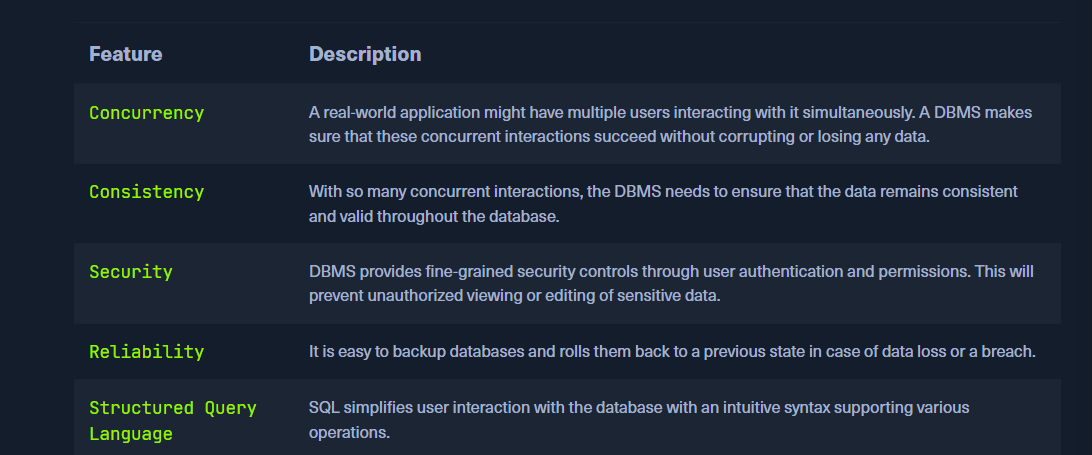 Feature Description
Concurrency A real-world application might have multiple users interacting with it simultaneously. A DBMS makes
sure that these concurrent interactions succeed without corrupting or losing any data.
Consistency With so many concurrent interactions, the DBMS needs to ensure that the data remains consistent
and valid throughout the database.
Security DBMS provides fine-grained security controls through user authentication and permissions. This will
prevent unauthorized viewing or editing of sensitive data.
Reliability It is easy to backup databases and rolls them back to a previous state in case of data loss or a breach.
Structured Query SQL simplifies user interaction with the database with an intuitive syntax supporting various
Language operations.